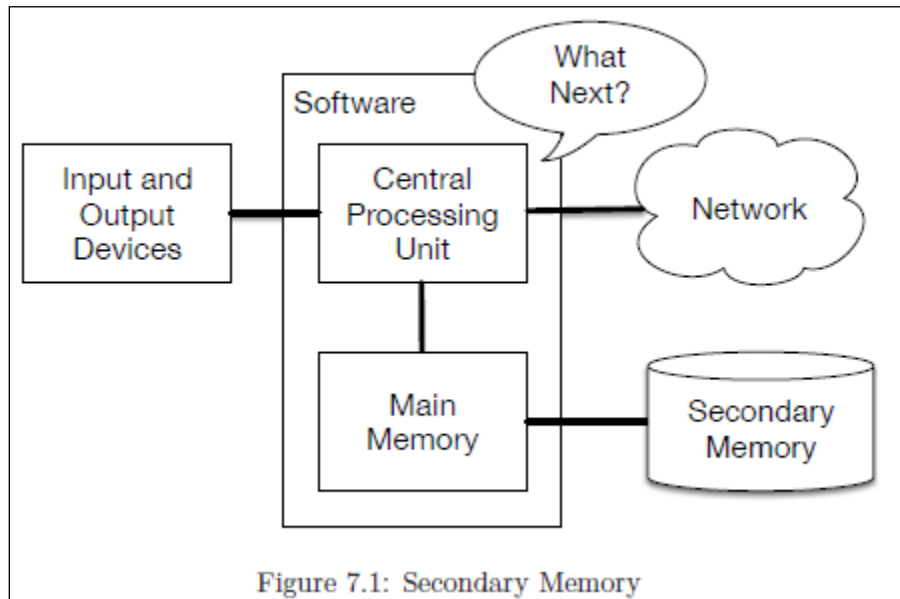 What
Next?
Software
Input and
Output
Devices
Central
Processing
Unit
Network
Main
Memory
Secondary
Memory
Figure 7.1: Secondary Memory